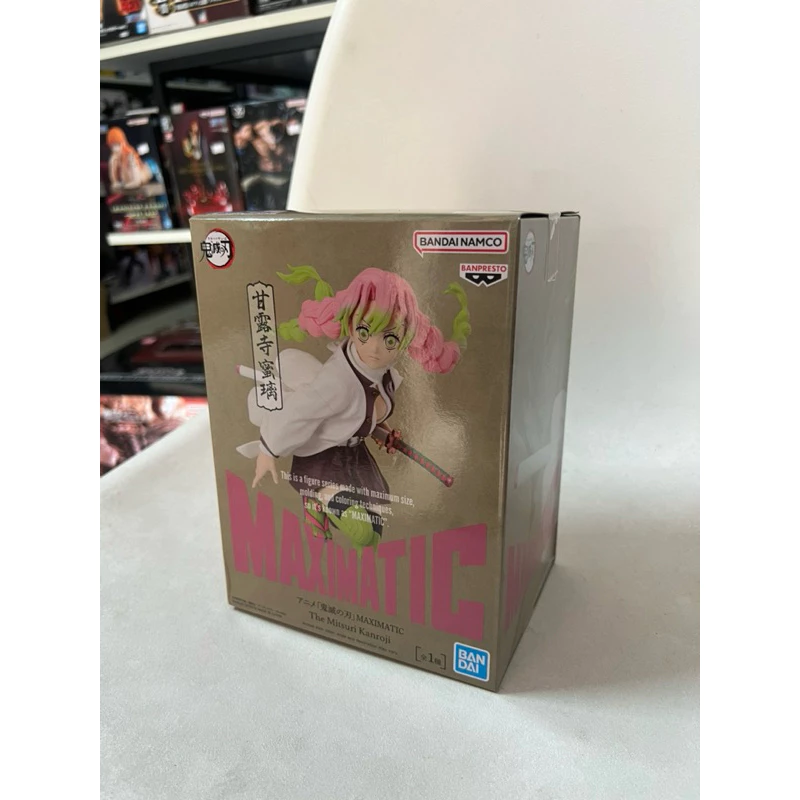 鬼滅の刃
BANDAI NAMCO
BANPRESTO
甘露寺蜜璃
This is a figure series made with maximum size,
molding, and coloring techniques,
so it's known as "MAXIMATIC".
MAXIMATIC
アニメ「鬼滅の刃」MAXIMATIC
The Mitsuri Kanroji
[全1種]
BAN
DAI